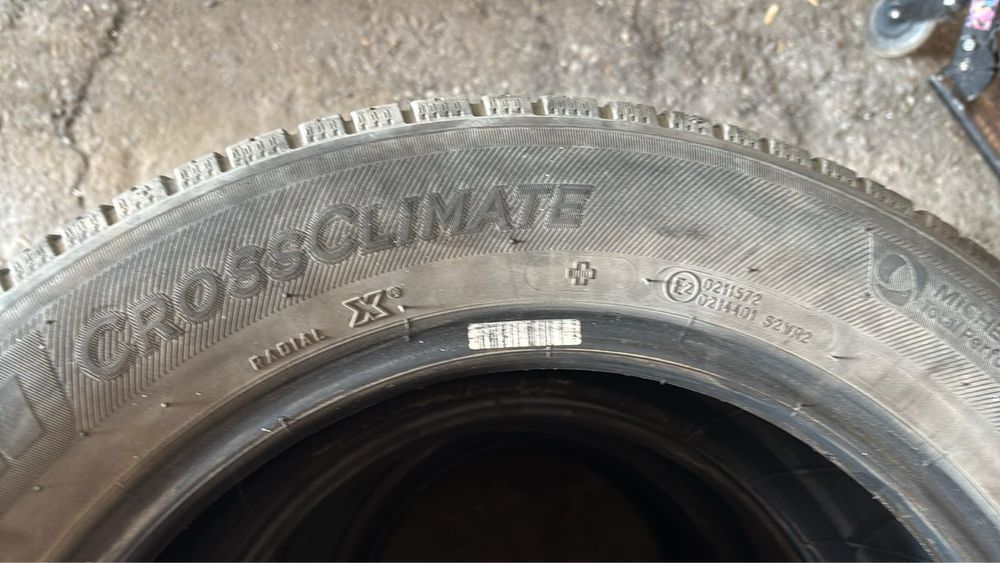 CROSSCLIMATE
RADIAL X®
E2
0211572
0214401 S2WR2